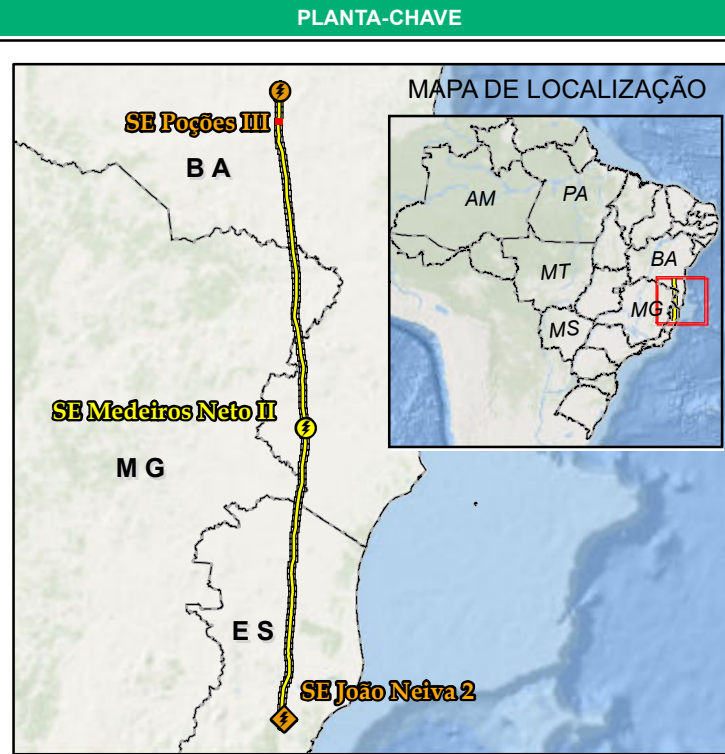 PLANTA-CHAVE
MAPA DE LOCALIZAÇÃO
SE Poções III
B A
AM
PA
BA
MT
MG
MS
SE Medeiros Neto II
M G
E S
SE João Neiva 2